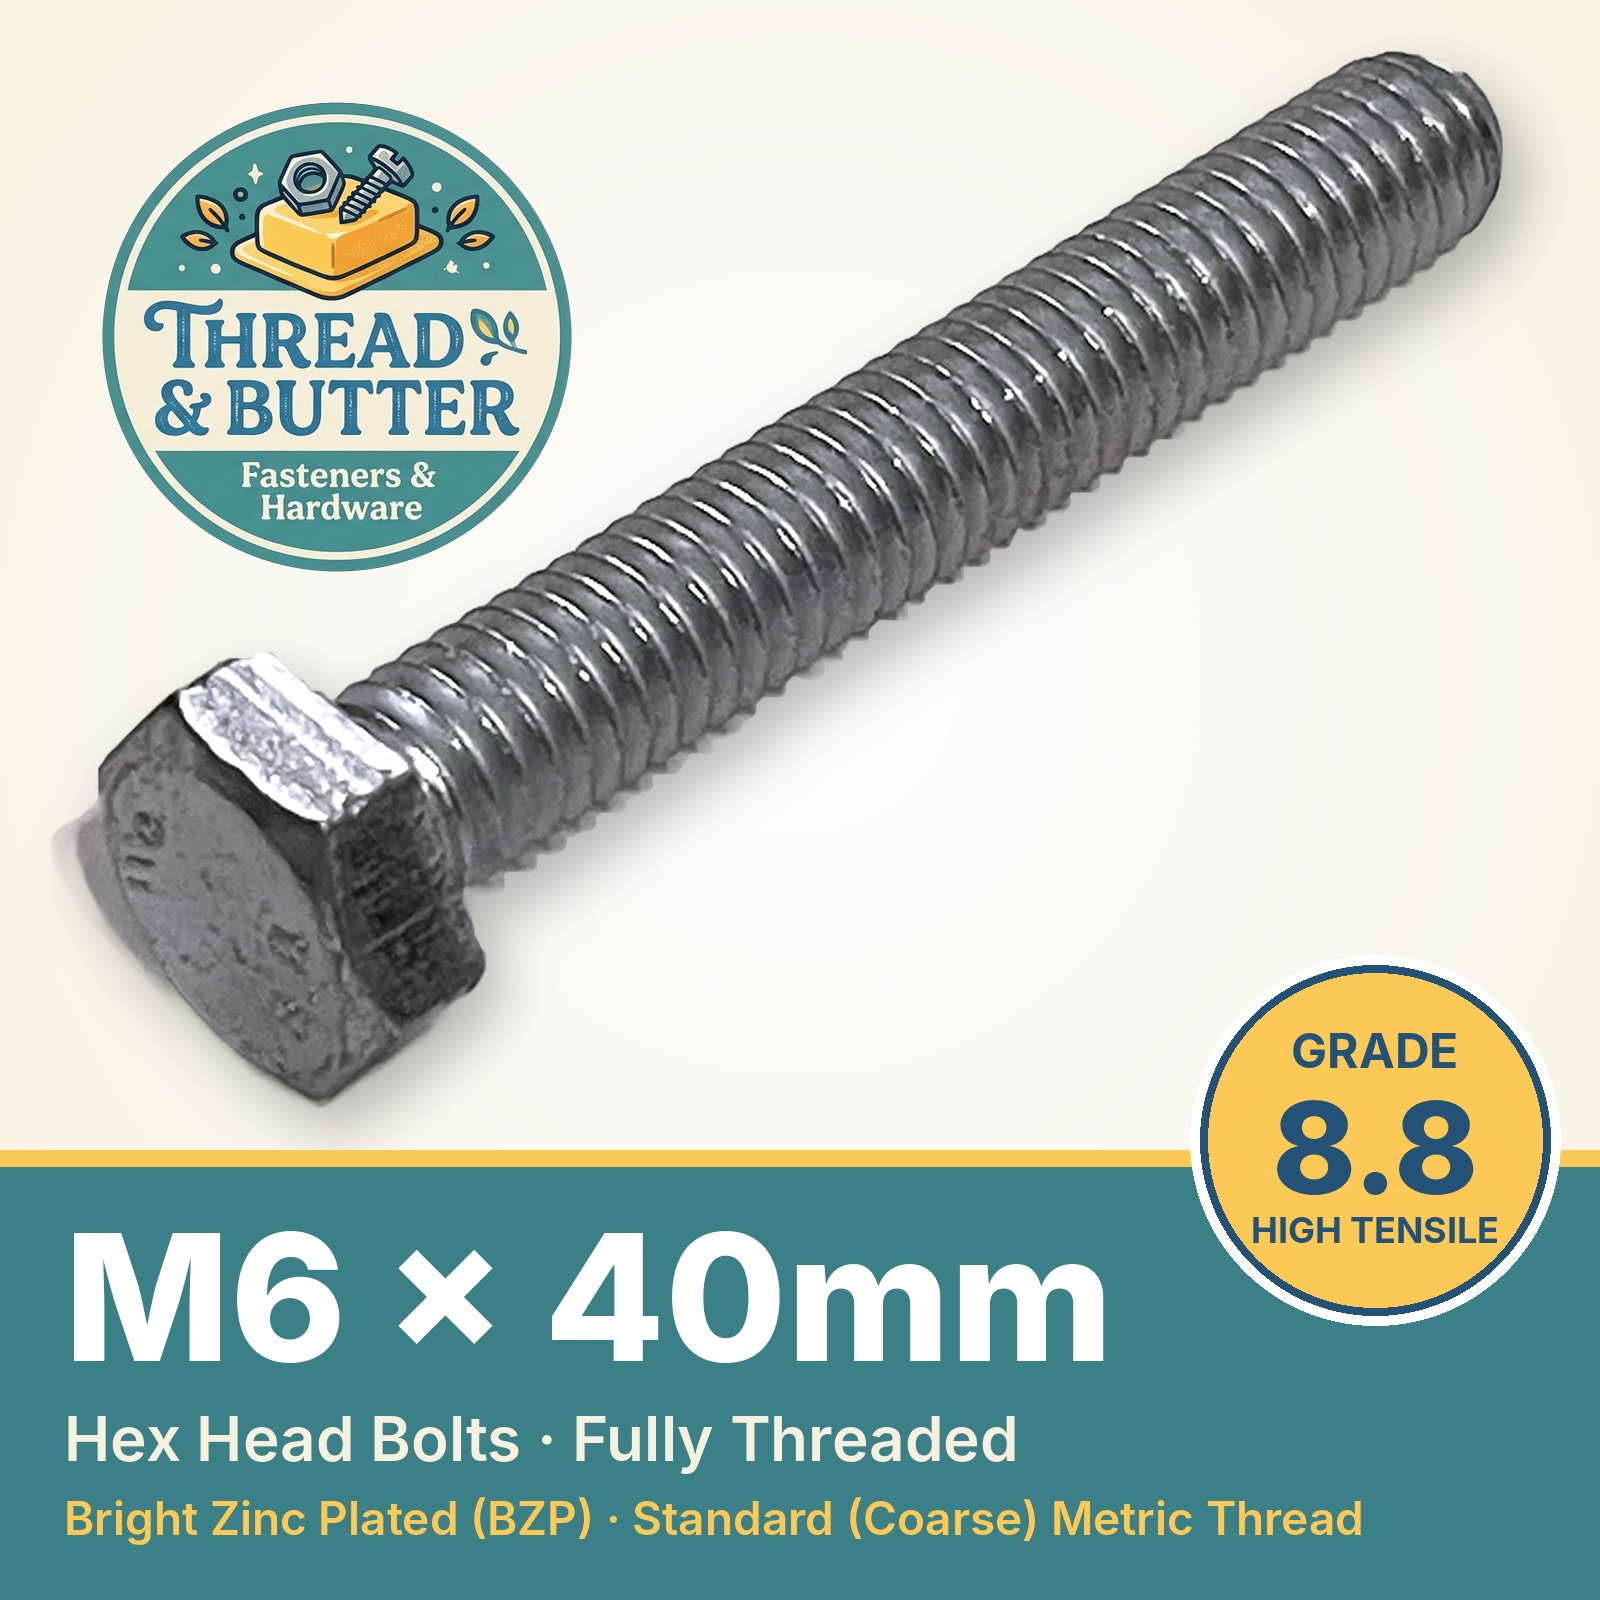 THREAD
& BUTTER
Fasteners &
Hardware
GRADE
8.8
HIGH TENSILE
M6 × 40mm
Hex Head Bolts · Fully Threaded
Bright Zinc Plated (BZP) · Standard (Coarse) Metric Thread